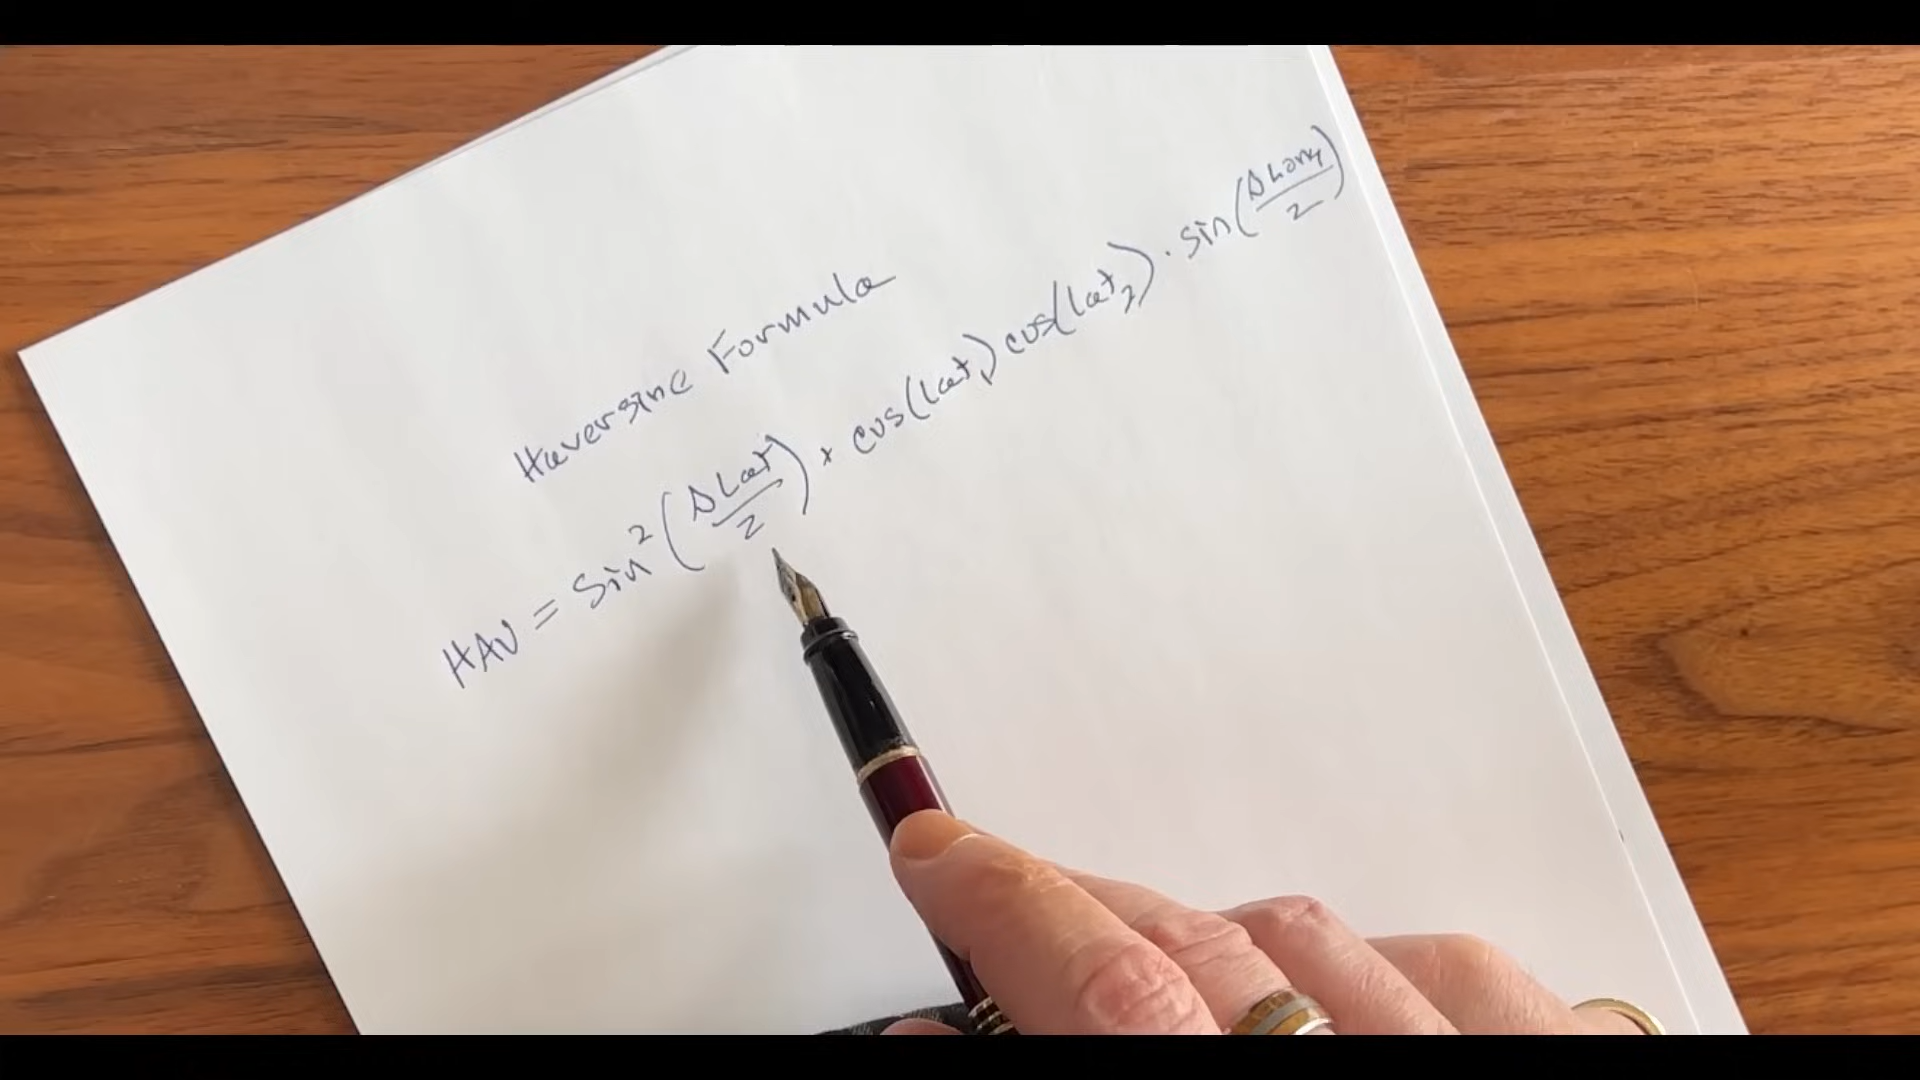 Haversine Formula
HAV = sin² (ΔLat/2) + cos(lat₁) cos(lat₂) · sin(ΔLong/2)